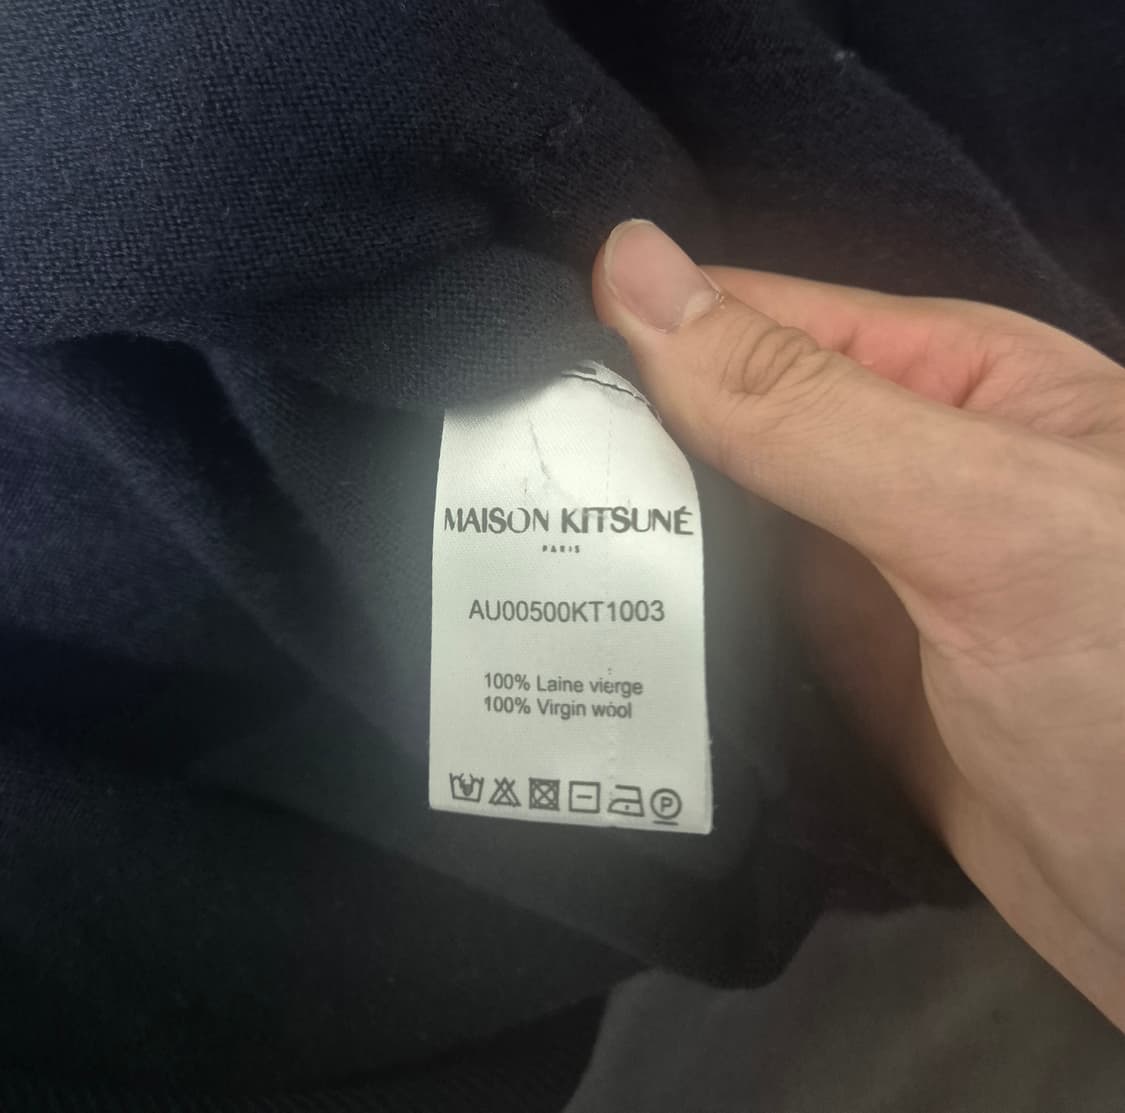 MAISON KITSUNÉ
PARIS
AU00500KT1003
100% Laine vierge
100% Virgin wool
P